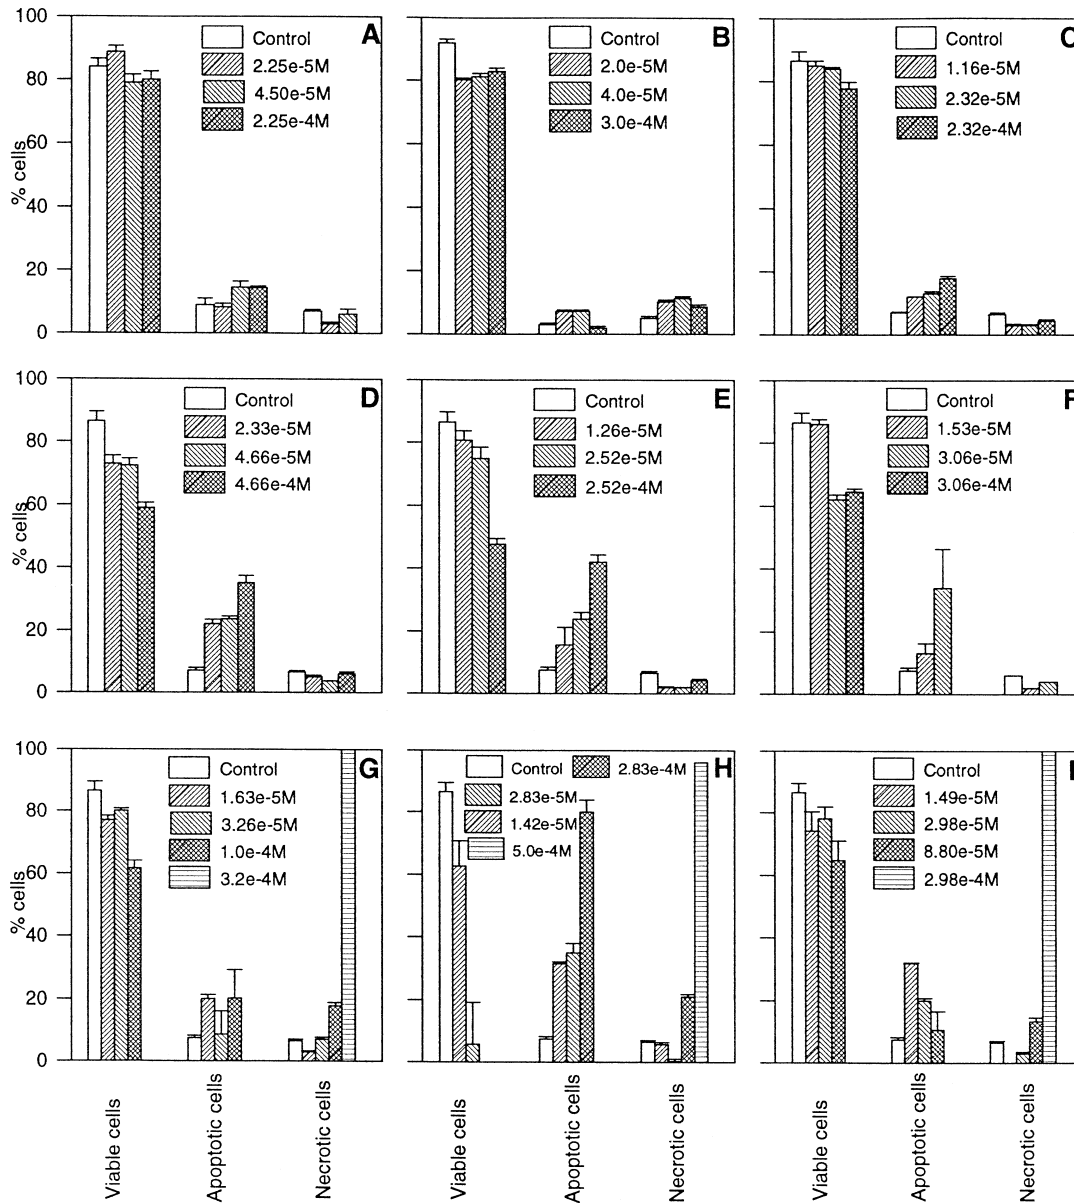 100
80
60
40
20
0
% cells
Control
2.25e-5M
4.50e-5M
2.25e-4M
A
Control
2.0e-5M
4.0e-5M
3.0e-4M
B
Control
1.16e-5M
2.32e-5M
2.32e-4M
C
100
80
60
40
20
0
% cells
Control
2.33e-5M
4.66e-5M
4.66e-4M
D
Control
1.26e-5M
2.52e-5M
2.52e-4M
E
Control
1.53e-5M
3.06e-5M
3.06e-4M
F
100
80
60
40
20
0
% cells
Control
1.63e-5M
3.26e-5M
1.0e-4M
3.2e-4M
G
Control
2.83e-4M
2.83e-5M
1.42e-5M
5.0e-4M
H
Control
1.49e-5M
2.98e-5M
8.80e-5M
2.98e-4M
Viable cells
Apoptotic cells
Necrotic cells
Viable cells
Apoptotic cells
Necrotic cells
Viable cells
Apoptotic cells
Necrotic cells